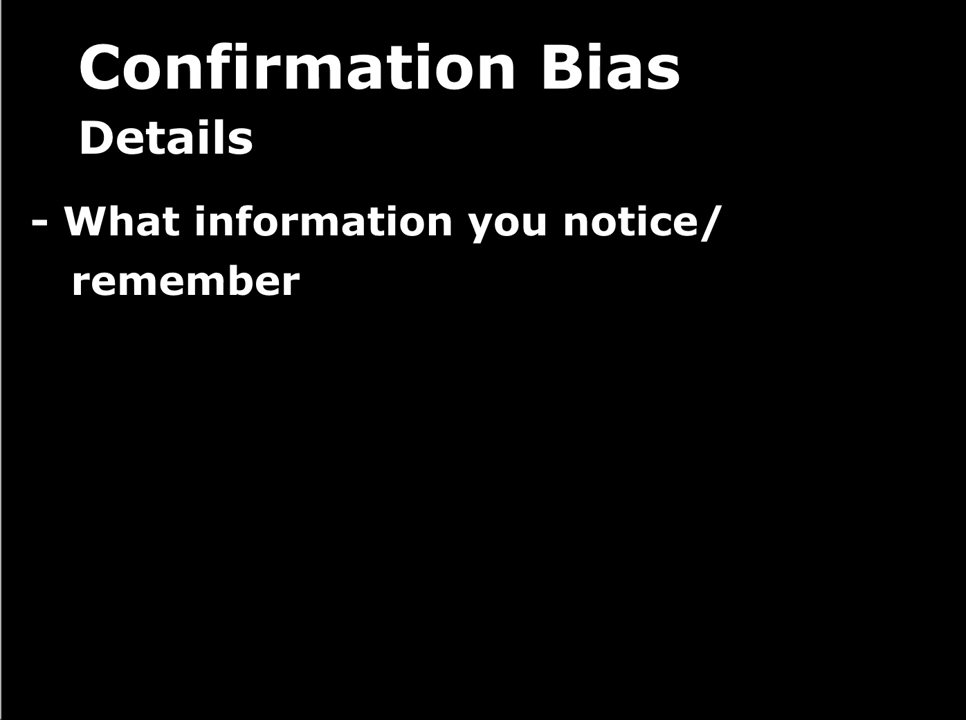 Confirmation Bias
Details
- What information you notice/
remember